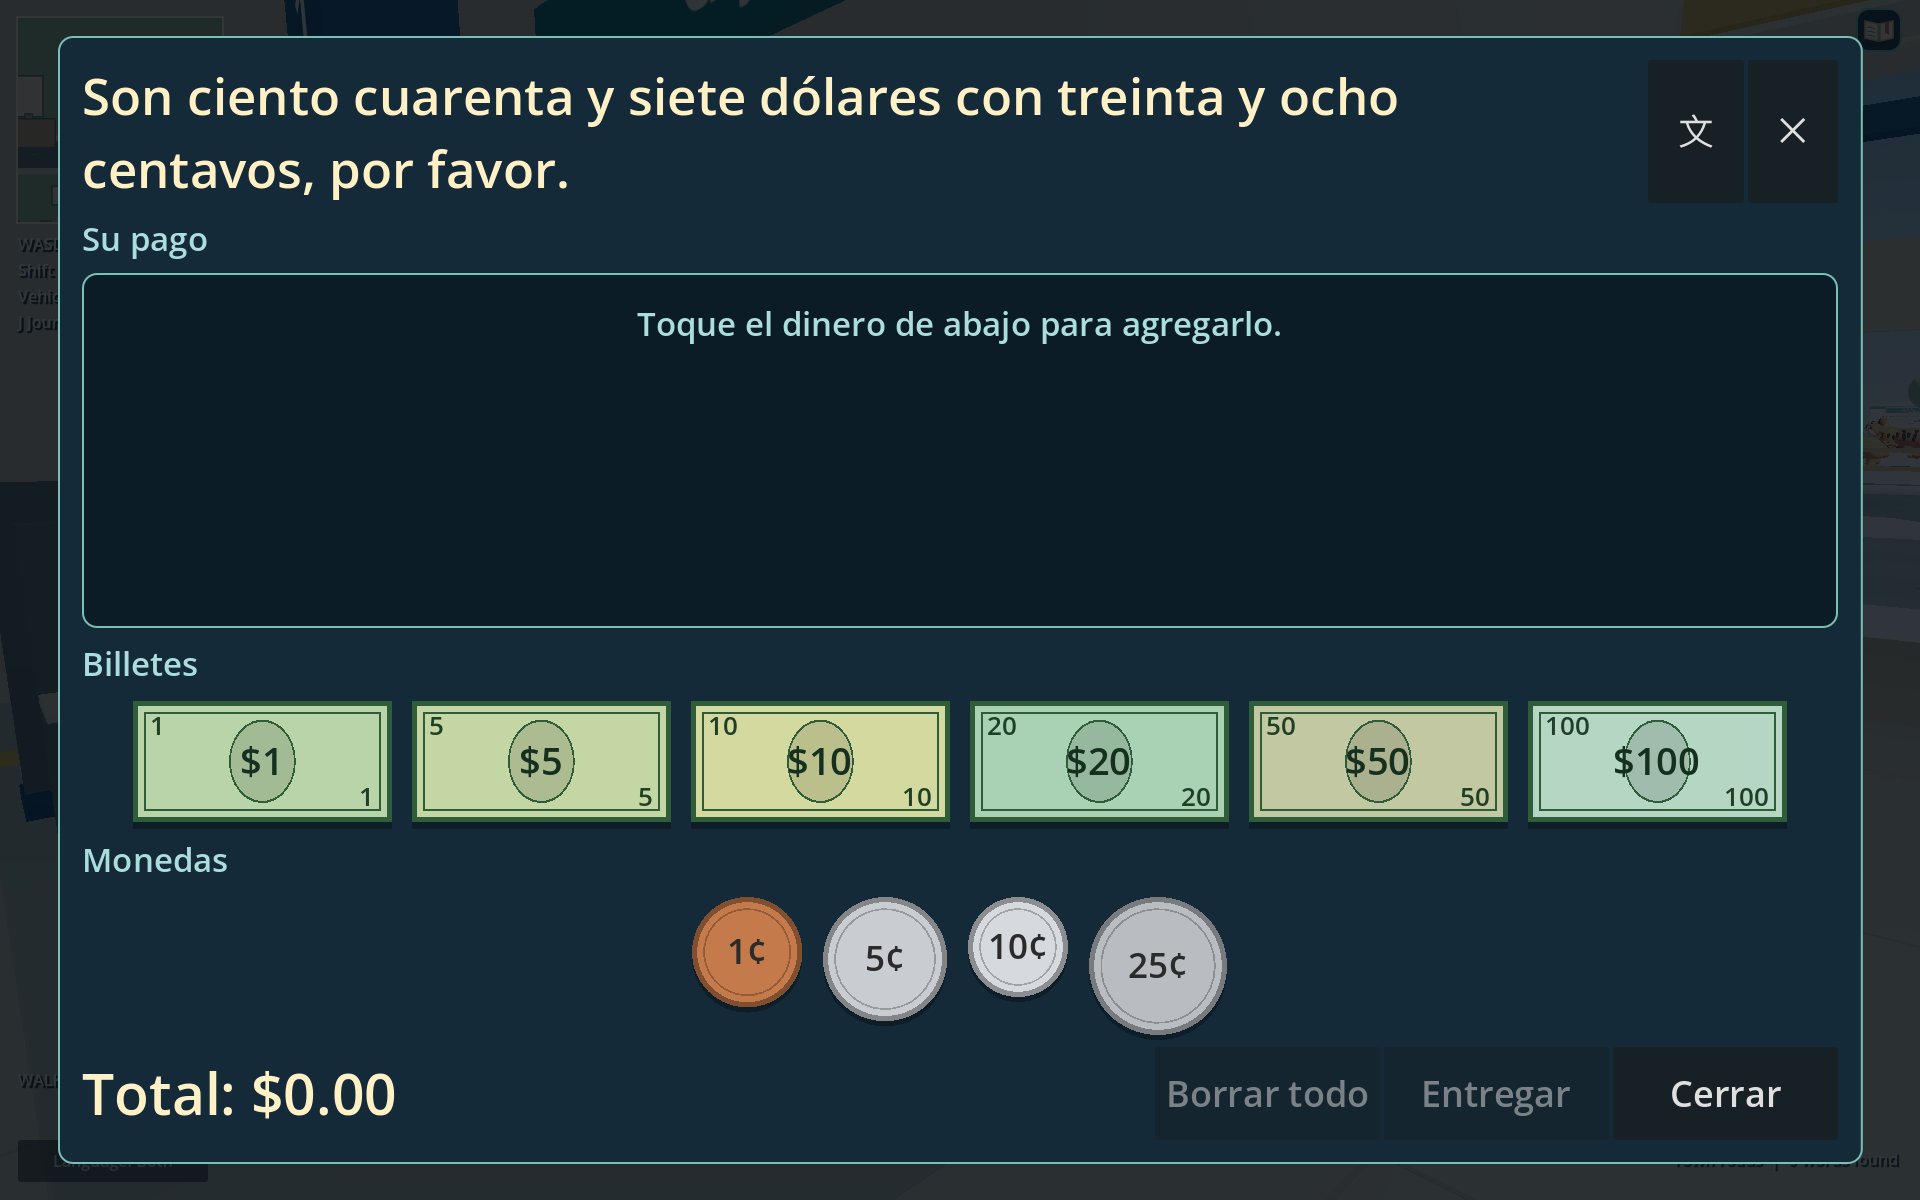 Son ciento cuarenta y siete dólares con treinta y ocho
centavos, por favor.
文
Su pago
Toque el dinero de abajo para agregarlo.
Billetes
1 $1 1
5 $5 5
10 $10 10
20 $20 20
50 $50 50
100 $100 100
Monedas
1¢ 5¢ 10¢ 25¢
Total: $0.00
Borrar todo
Entregar
Cerrar